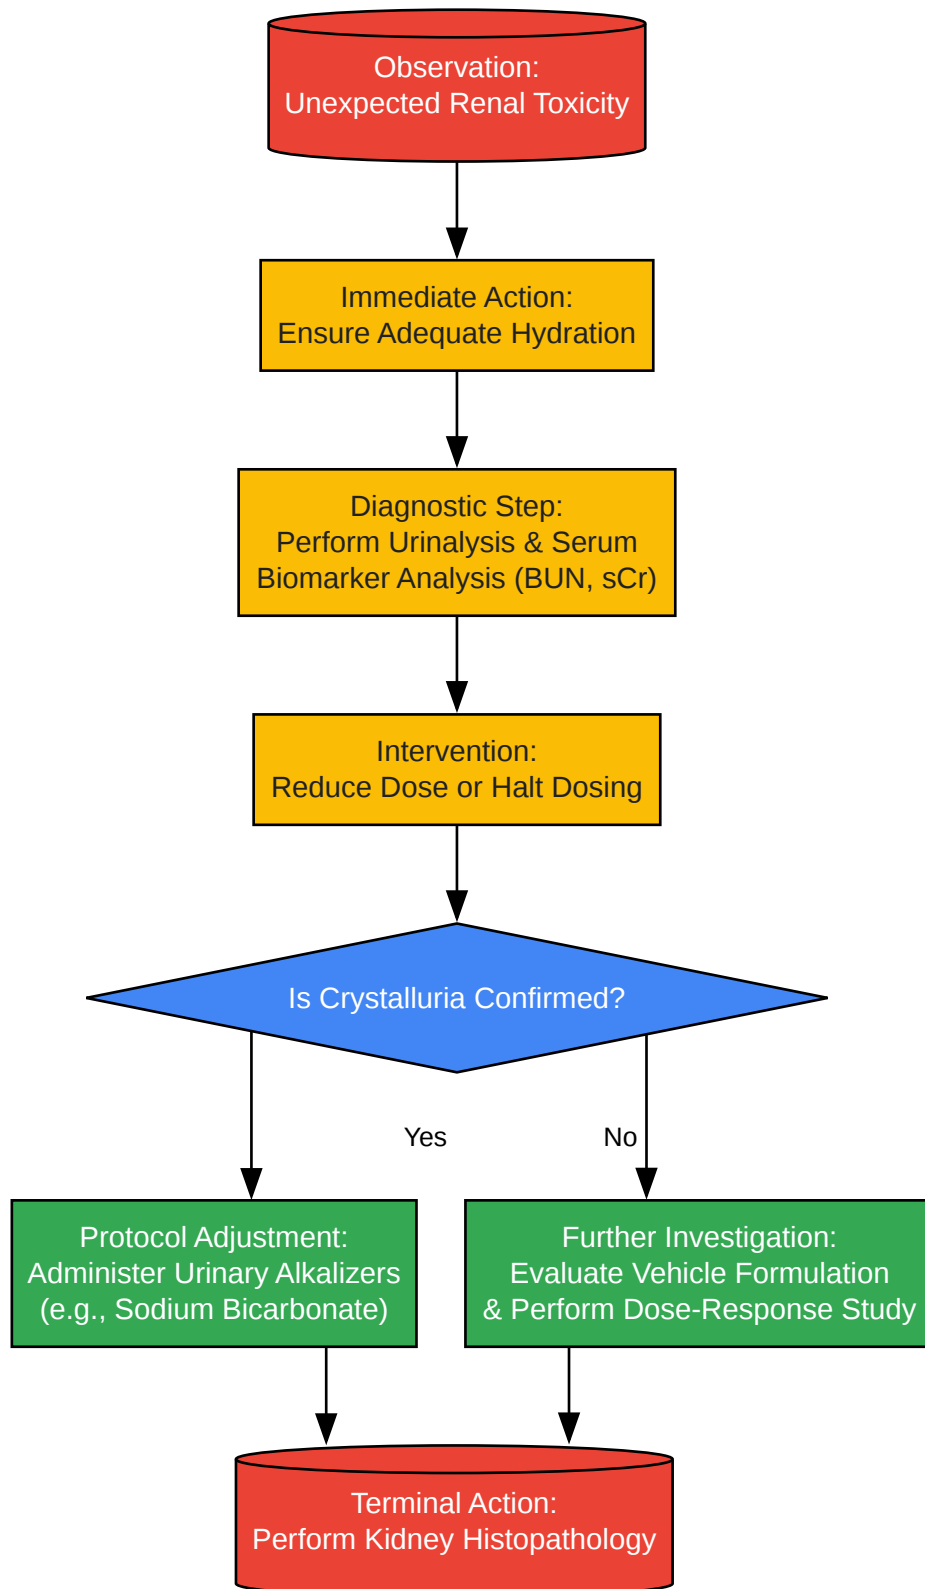 Observation:
Unexpected Renal Toxicity
Immediate Action:
Ensure Adequate Hydration
Diagnostic Step:
Perform Urinalysis & Serum
Biomarker Analysis (BUN, sCr)
Intervention:
Reduce Dose or Halt Dosing
Is Crystalluria Confirmed?
Yes
No
Protocol Adjustment:
Administer Urinary Alkalizers
(e.g., Sodium Bicarbonate)
Further Investigation:
Evaluate Vehicle Formulation
& Perform Dose-Response Study
Terminal Action:
Perform Kidney Histopathology